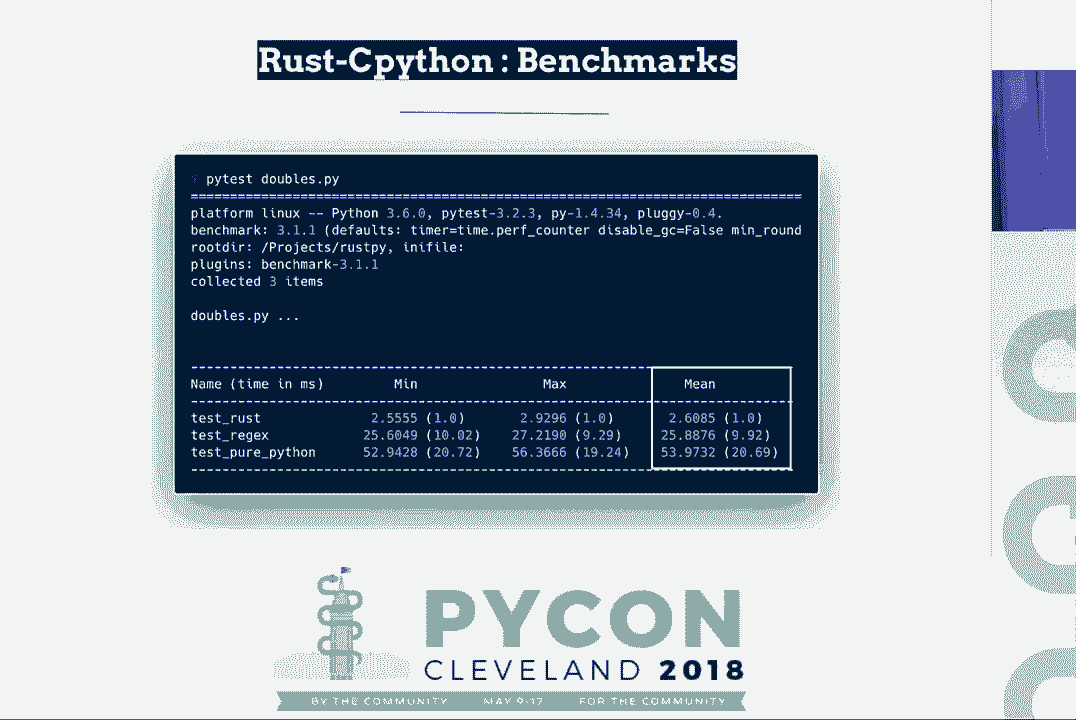 Rust-Cpython : Benchmarks
pytest doubles.py
platform linux -- Python 3.6.0, pytest-3.2.3, py-1.4.34, pluggy-0.4.
benchmark: 3.1.1 (defaults: timer=time.perf_counter disable_gc=False min_round
rootdir: /Projects/rustpy, inifile:
plugins: benchmark-3.1.1
collected 3 items
doubles.py ...
Name (time in ms) Min Max Mean
test_rust 2.5555 (1.0) 2.9296 (1.0) 2.6085 (1.0)
test_regex 25.6049 (10.02) 27.2190 (9.29) 25.8876 (9.92)
test_pure_python 52.9428 (20.72) 56.3666 (19.24) 53.9732 (20.69)
PYCON
CLEVELAND 2018
BY THE COMMUNITY MAY 9-17 FOR THE COMMUNITY